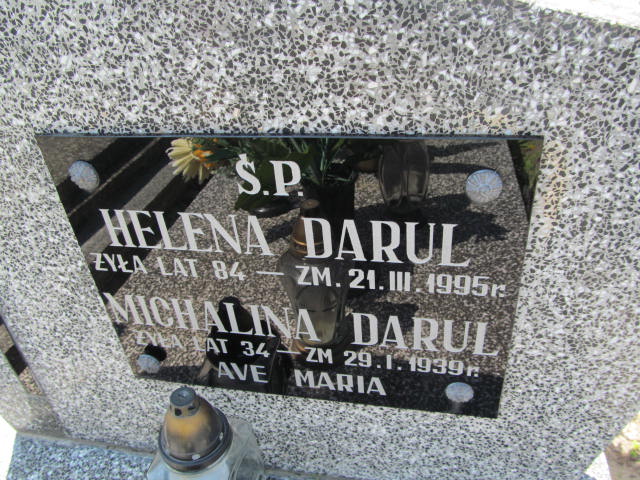 Ś.P.
HELENA DARUL
ŻYŁA LAT 84 — ZM. 21. III. 1995r.
MICHALINA DARUL
ŻYŁA LAT 34 — ZM 29. I. 1939r.
AVE MARIA